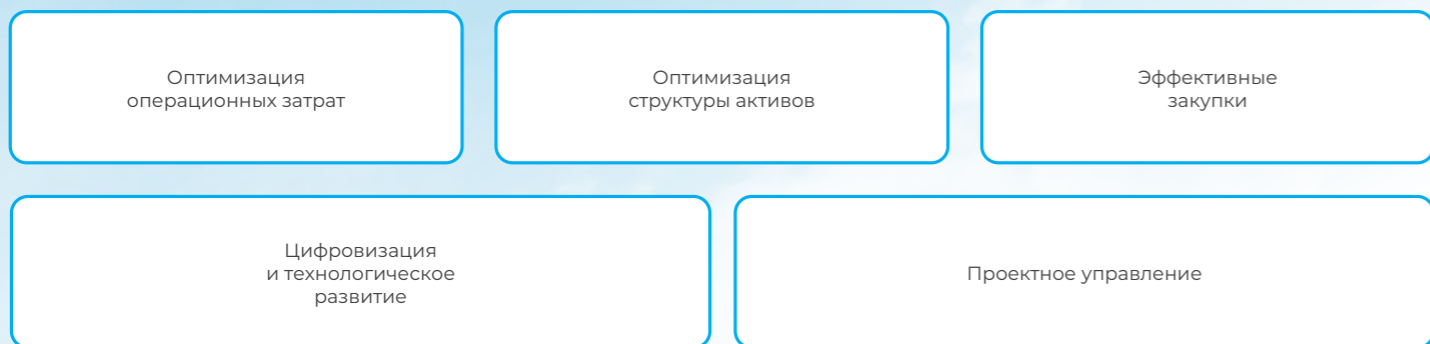 Оптимизация
операционных затрат
Оптимизация
структуры активов
Эффективные
закупки
Цифровизация
и технологическое
развитие
Проектное управление